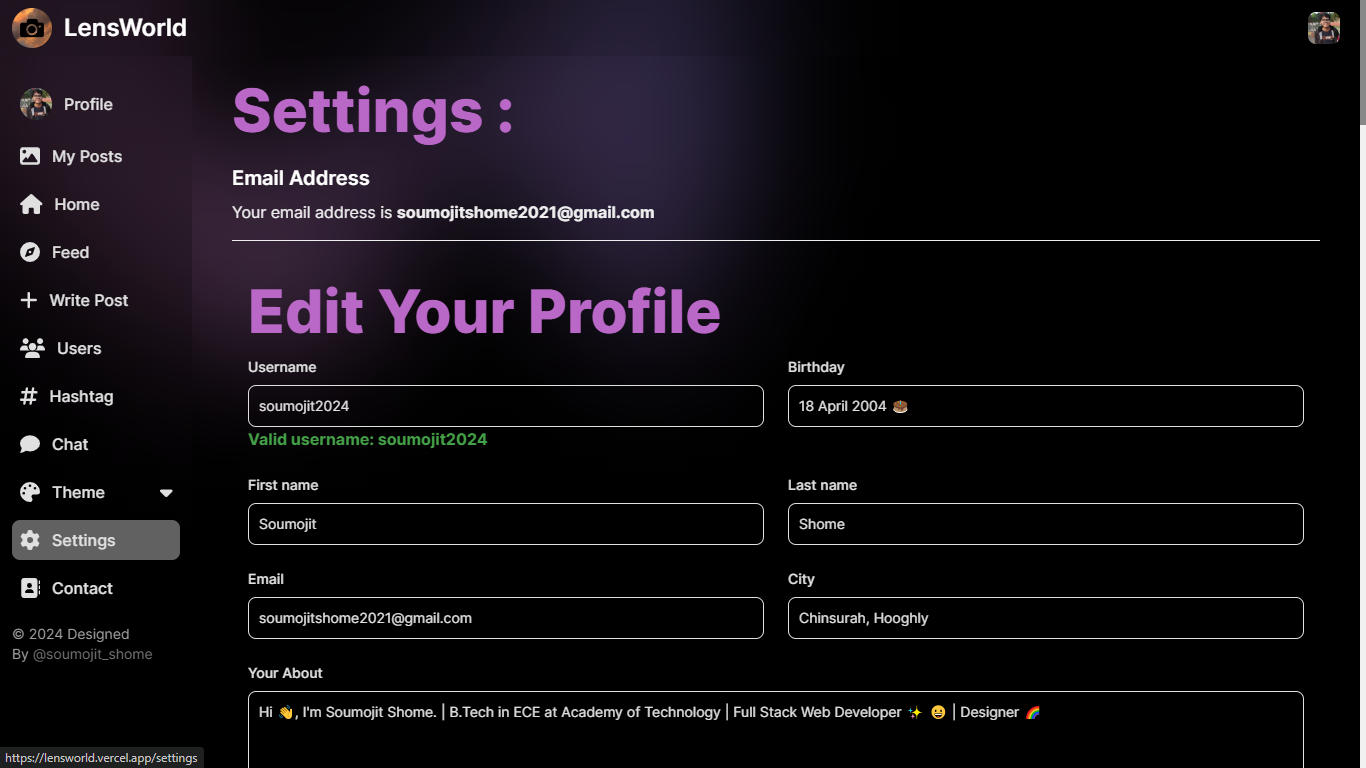 LensWorld
Profile
My Posts
Home
Feed
Write Post
Users
Hashtag
Chat
Theme
Settings
Contact
© 2024 Designed
By @soumojit_shome
Settings :
Email Address
Your email address is soumojitshome2021@gmail.com
Edit Your Profile
Username
soumojit2024
Valid username: soumojit2024
Birthday
18 April 2004 🎂
First name
Soumojit
Last name
Shome
Email
soumojitshome2021@gmail.com
City
Chinsurah, Hooghly
Your About
Hi 👋, I'm Soumojit Shome. | B.Tech in ECE at Academy of Technology | Full Stack Web Developer ✨ 😀 | Designer 🌈
https://lensworld.vercel.app/settings